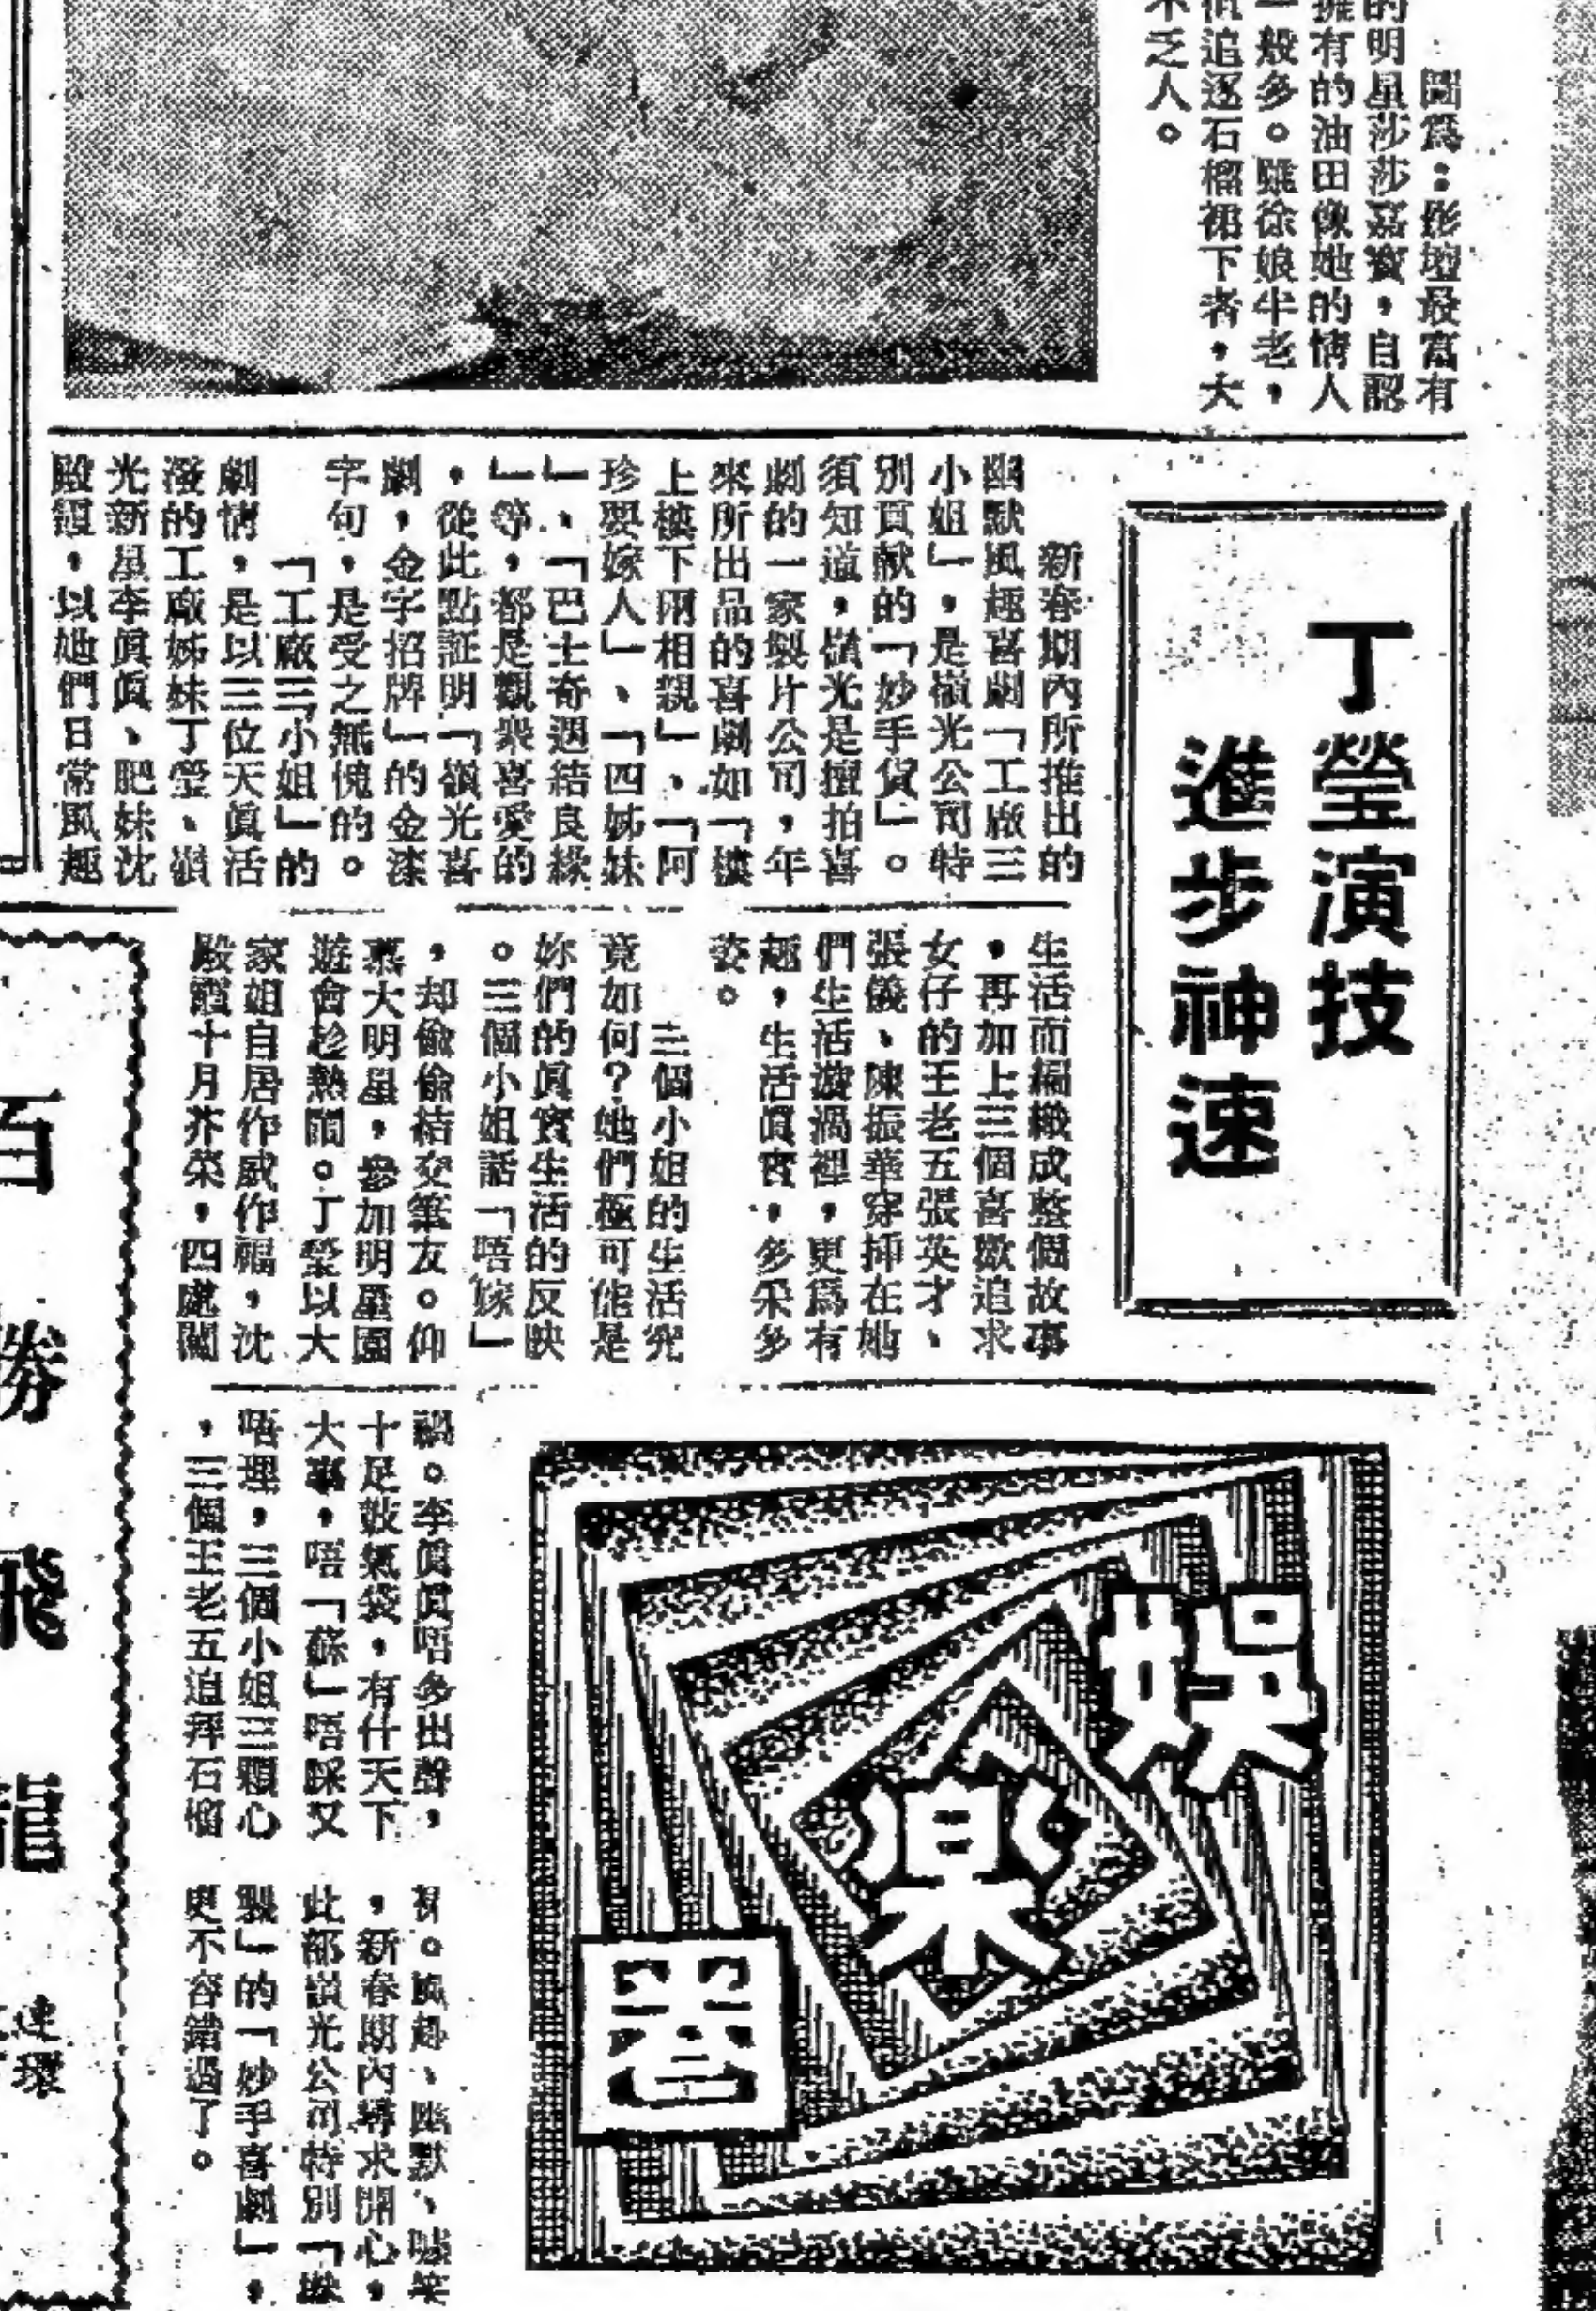 圖爲：影壇最富有
的明星莎莎嘉寶，自認
擁有的油田像她的情人
一般多。雖徐娘半老，
追逐石榴裙下者，大
不乏人。
丁瑩演技
進步神速
新春期內所推出的
幽默風趣喜劇「工廠三
小姐」，是嶺光公司特
別貢献的「妙手貨」。
須知道，嶺光是擅拍喜
劇的一家製片公司，年
來所出品的喜劇如「樓
上樓下兩相親」、「阿
珍要嫁人」、「四姊妹
」、「巴士奇遇結良緣
」等，都是觀衆喜愛的
，從此點証明「嶺光喜
劇，金字招牌」的金漆
字句，是受之無愧的。
「工廠三小姐」的
劇情，是以三位天眞活
潑的工廠姊妹丁瑩、嶺
光新星李眞眞、肥妹沈
殿霞，以她們日常風趣
生活而編織成整個故事
，再加上三個喜歡追求
女仔的王老五張英才、
張儀、陳振華穿揷在她
們生活漩渦裡，更爲有
趣，生活眞實，多采多
姿。
三個小姐的生活究
竟如何？她們極可能是
妳們的眞實生活的反映
。三個小姐話「唔嫁」
，却偷偷結交筆友。仰
慕大明星，參加明星園
遊會趁熱鬧。丁瑩以大
家姐自居作威作福，沈
殿霞十月芥菜，四處闖
禍。李眞眞唔多出聲，
十足激氣袋，有什天下
大事，唔「蘇」唔睬又
唔理，三個小姐三顆心
，三個王老五追拜石榴
裙。風趣、幽默、噱笑
，新春期內尋求開心，
此部嶺光公司特別「映
製」的「妙手喜劇」，
更不容錯過了。
娛樂圈
百勝飛龍
連環